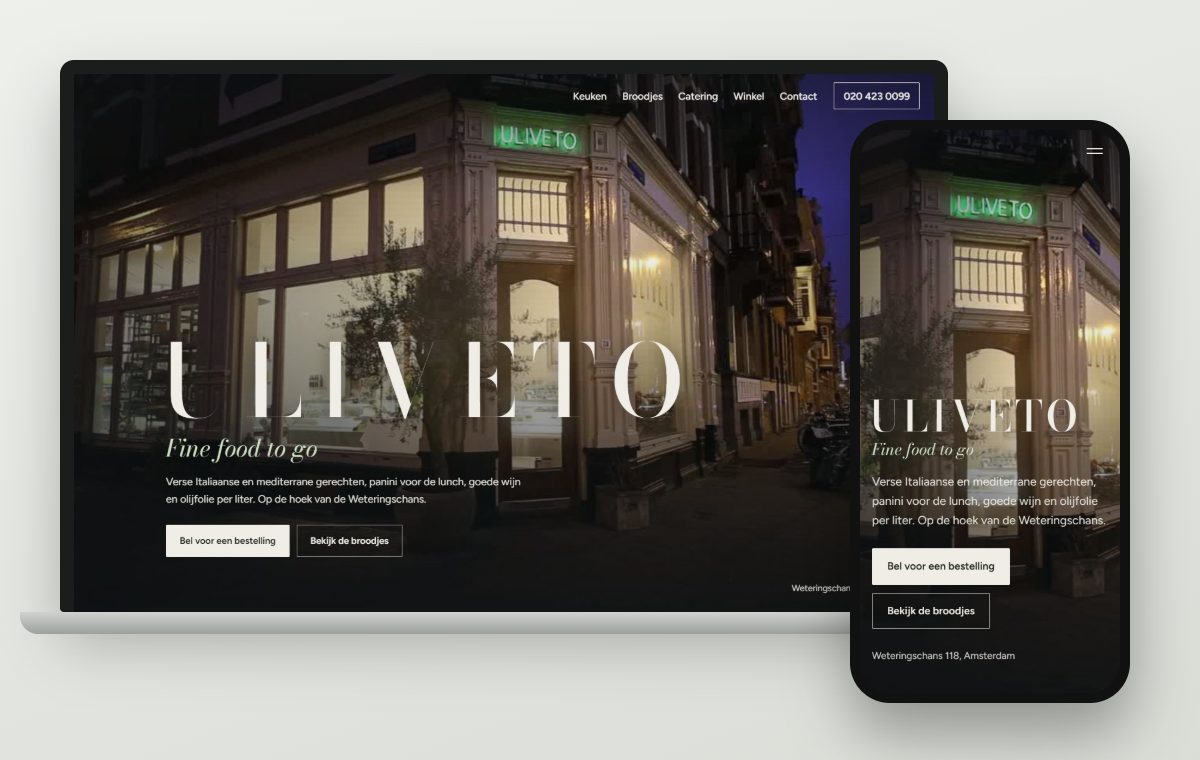 Keuken Broodjes Catering Winkel Contact 020 423 0099
ULIVETO
ULIVETO
Fine food to go
Verse Italiaanse en mediterrane gerechten, panini voor de lunch, goede wijn
en olijfolie per liter. Op de hoek van de Weteringschans.
Bel voor een bestelling Bekijk de broodjes
ULIVETO
ULIVETO
Fine food to go
Verse Italiaanse en mediterrane gerechten,
panini voor de lunch, goede wijn en olijfolie
per liter. Op de hoek van de Weteringschans.
Bel voor een bestelling
Bekijk de broodjes
Weteringschans 118, Amsterdam